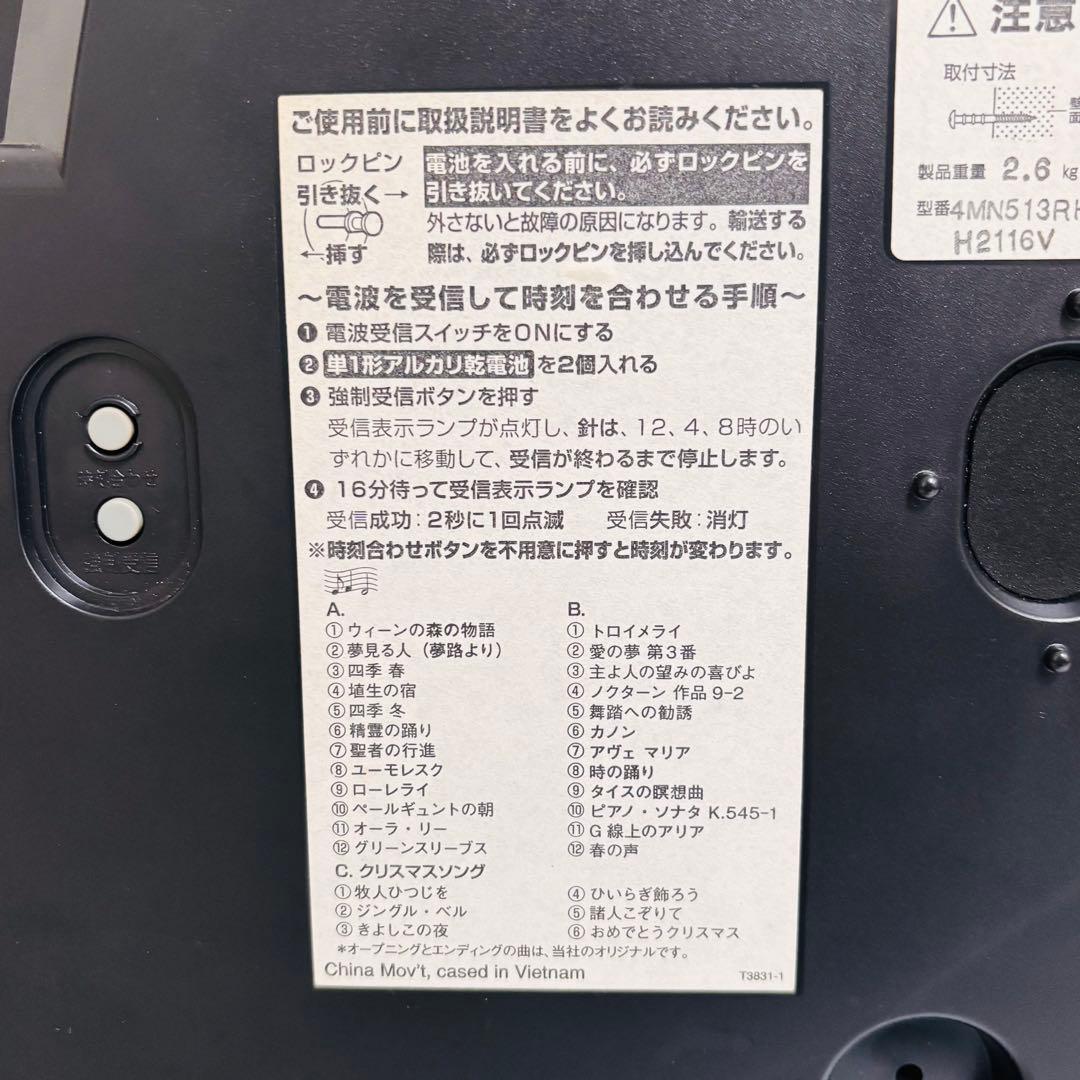 ご使用前に取扱説明書をよくお読みください。
ロックピン
引き抜く→
←挿す
電池を入れる前に、必ずロックピンを
引き抜いてください。
外さないと故障の原因になります。輸送する
際は、必ずロックピンを挿し込んでください。
〜電波を受信して時刻を合わせる手順〜
❶ 電波受信スイッチをONにする
❷ 単1形アルカリ乾電池 を2個入れる
❸ 強制受信ボタンを押す
受信表示ランプが点灯し、針は、12、4、8時のい
ずれかに移動して、受信が終わるまで停止します。
❹ 16分待って受信表示ランプを確認
受信成功：2秒に1回点滅 受信失敗：消灯
※時刻合わせボタンを不用意に押すと時刻が変わります。
A.
① ウィーンの森の物語
② 夢見る人（夢路より）
③ 四季 春
④ 埴生の宿
⑤ 四季 冬
⑥ 精霊の踊り
⑦ 聖者の行進
⑧ ユーモレスク
⑨ ローレライ
⑩ ペールギュントの朝
⑪ オーラ・リー
⑫ グリーンスリーブス
B.
① トロイメライ
② 愛の夢 第3番
③ 主よ人の望みの喜びよ
④ ノクターン 作品 9-2
⑤ 舞踏への勧誘
⑥ カノン
⑦ アヴェ マリア
⑧ 時の踊り
⑨ タイスの瞑想曲
⑩ ピアノ・ソナタ K.545-1
⑪ G 線上のアリア
⑫ 春の声
C. クリスマスソング
① 牧人ひつじを
② ジングル・ベル
③ きよしこの夜
④ ひいらぎ飾ろう
⑤ 諸人こぞりて
⑥ おめでとうクリスマス
＊オープニングとエンディングの曲は、当社のオリジナルです。
China Mov't, cased in Vietnam
T3831-1
時刻合わせ
強制受信
注意
取付寸法
壁
面
製品重量 2.6 kg
型番4MN513RH
H2116V